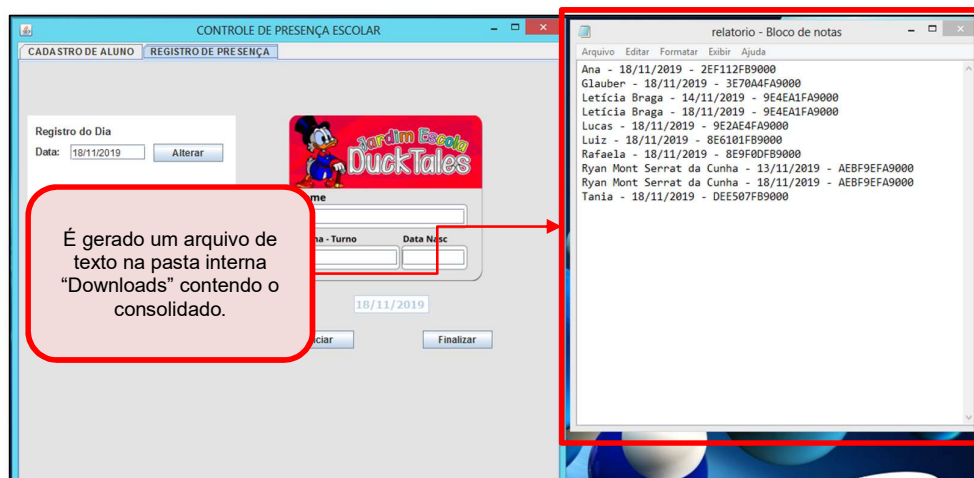 CONTROLE DE PRESENÇA ESCOLAR
CADASTRO DE ALUNO REGISTRO DE PRESENÇA
Registro do Dia
Data: 18/11/2019 Alterar
Jardim Escola
DuckTales
Data Nasc
- Turno
18/11/2019
Finalizar
É gerado um arquivo de
texto na pasta interna
“Downloads” contendo o
consolidado.
relatorio - Bloco de notas
Arquivo Editar Formatar Exibir Ajuda
Ana - 18/11/2019 - 2EF112FB9000
Glauber - 18/11/2019 - 3E70A4FA9000
Letícia Braga - 14/11/2019 - 9E4EA1FA9000
Letícia Braga - 18/11/2019 - 9E4EA1FA9000
Lucas - 18/11/2019 - 9E2AE4FA9000
Luiz - 18/11/2019 - 8E6101FB9000
Rafaela - 18/11/2019 - 8E9F0DFB9000
Ryan Mont Serrat da Cunha - 13/11/2019 - AEBF9EFA9000
Ryan Mont Serrat da Cunha - 18/11/2019 - AEBF9EFA9000
Tania - 18/11/2019 - DEE507FB9000